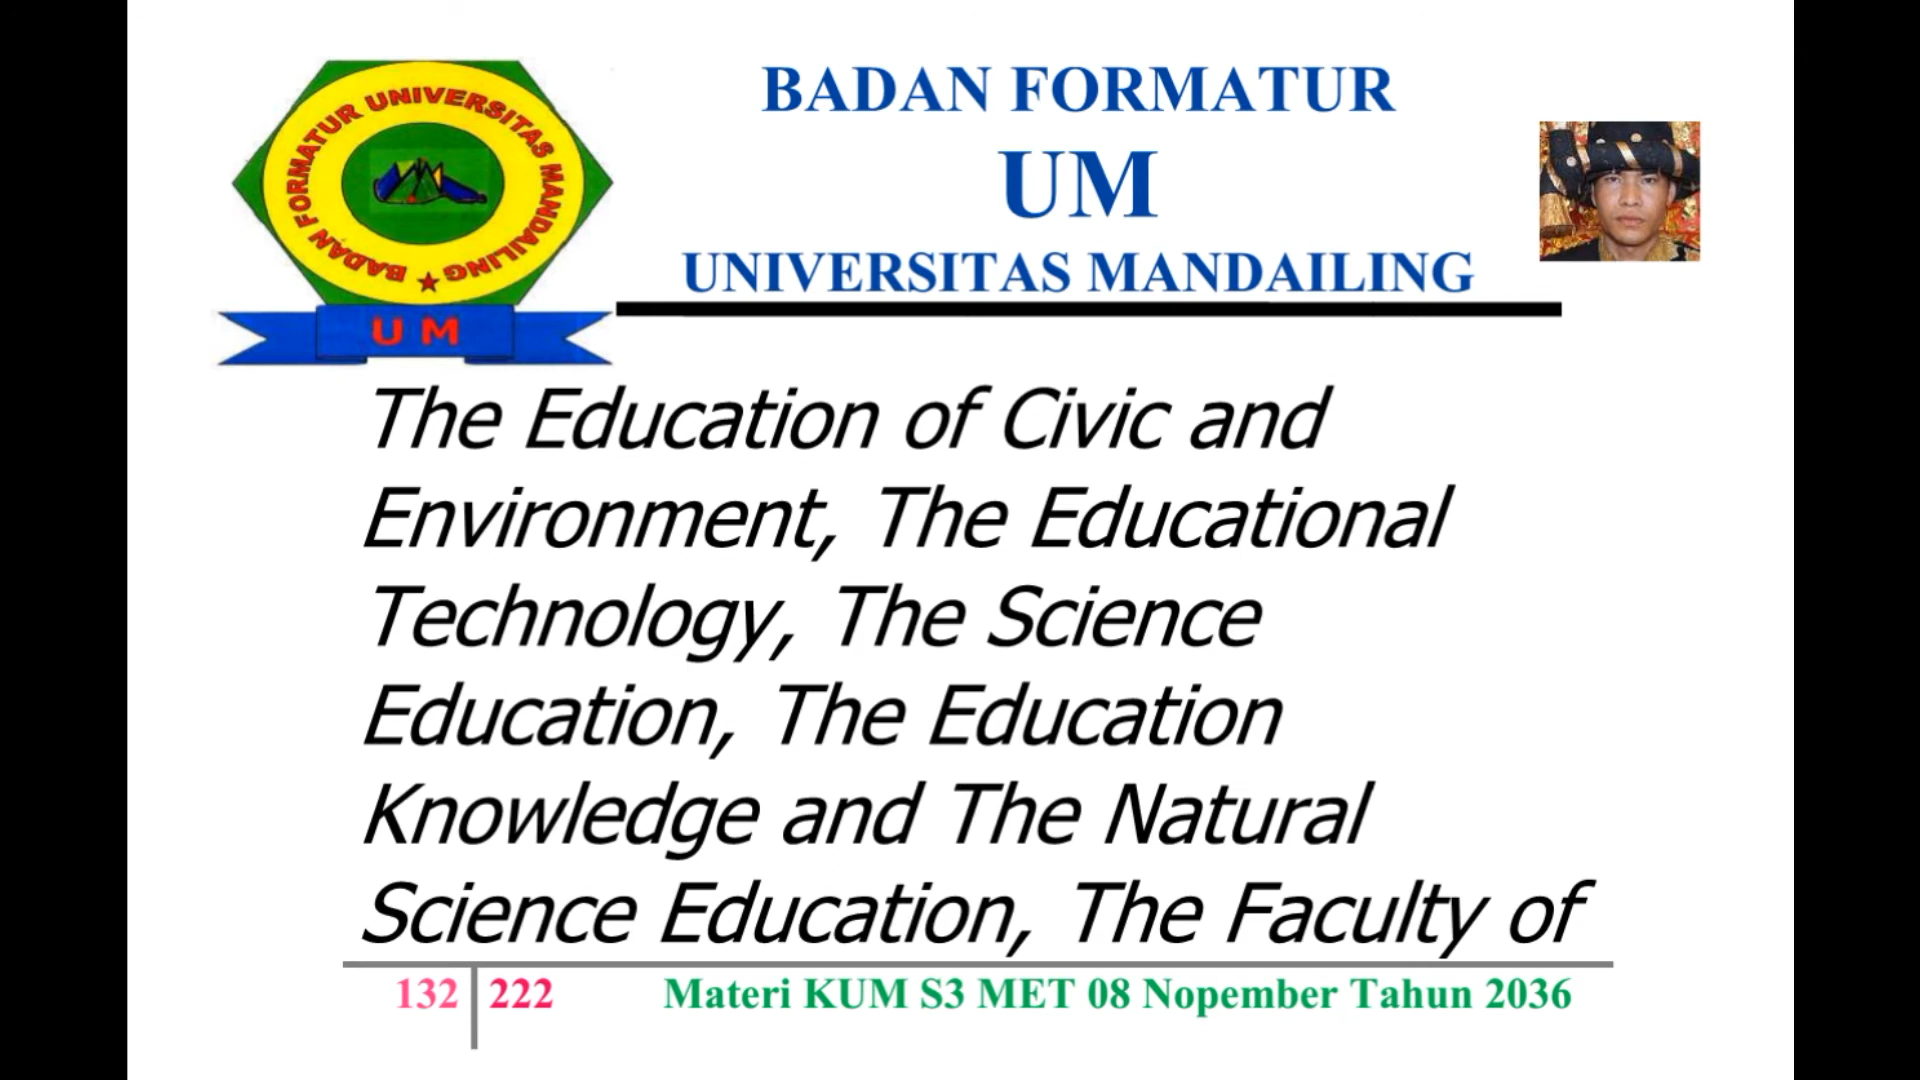 BADAN FORMATUR UNIVERSITAS MANDAILING
U M
BADAN FORMATUR
UM
UNIVERSITAS MANDAILING
The Education of Civic and
Environment, The Educational
Technology, The Science
Education, The Education
Knowledge and The Natural
Science Education, The Faculty of
132 222 Materi KUM S3 MET 08 Nopember Tahun 2036